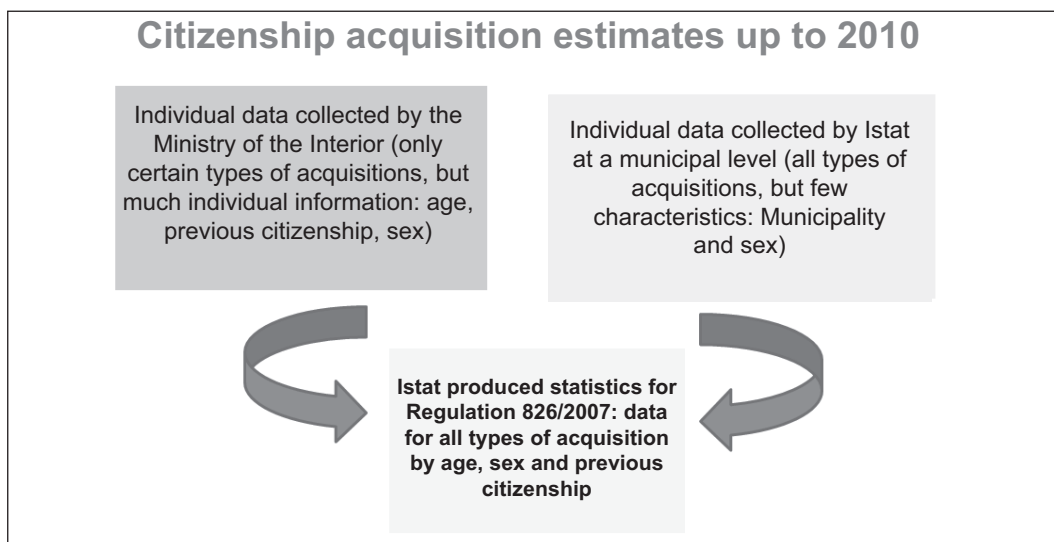 Citizenship acquisition estimates up to 2010
Individual data collected by the
Ministry of the Interior (only
certain types of acquisitions, but
much individual information: age,
previous citizenship, sex)
Individual data collected by Istat
at a municipal level (all types of
acquisitions, but few
characteristics: Municipality
and sex)
Istat produced statistics for
Regulation 826/2007: data
for all types of acquisition
by age, sex and previous
citizenship